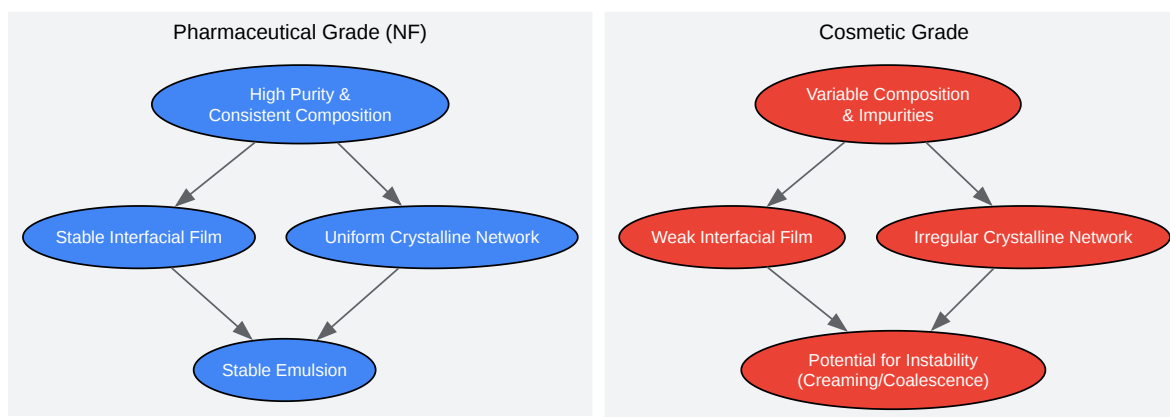 Pharmaceutical Grade (NF)
High Purity &
Consistent Composition
Stable Interfacial Film
Uniform Crystalline Network
Stable Emulsion
Cosmetic Grade
Variable Composition
& Impurities
Weak Interfacial Film
Irregular Crystalline Network
Potential for Instability
(Creaming/Coalescence)